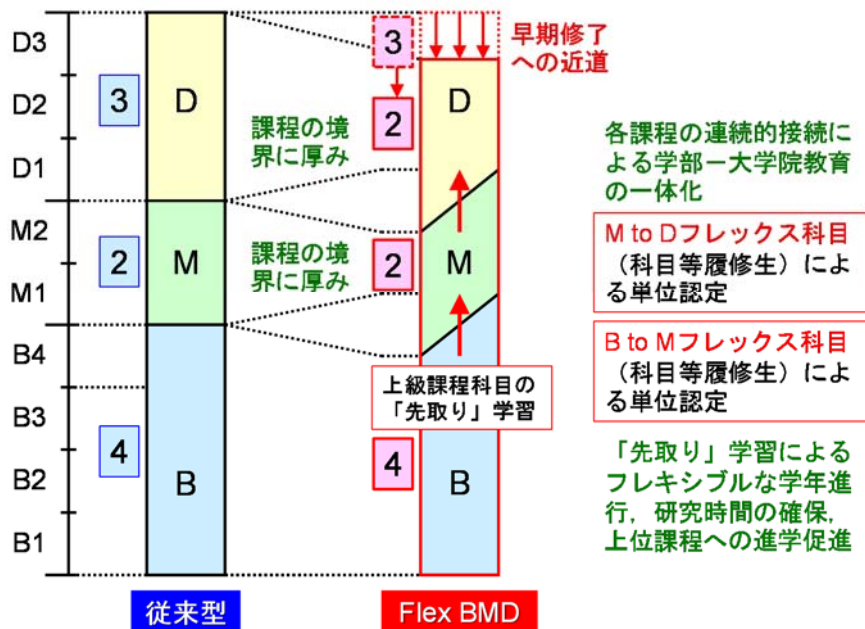 D3
D2
D1
M2
M1
B4
B3
B2
B1
3
2
4
D
M
B
従来型
課程の境
界に厚み
課程の境
界に厚み
3
2
2
4
D
M
B
上級課程科目の
「先取り」学習
Flex BMD
早期修了
への近道
各課程の連続的接続に
よる学部－大学院教育
の一体化
M to Dフレックス科目
（科目等履修生）によ
る単位認定
B to Mフレックス科目
（科目等履修生）によ
る単位認定
「先取り」学習による
フレキシブルな学年進
行，研究時間の確保，
上位課程への進学促進